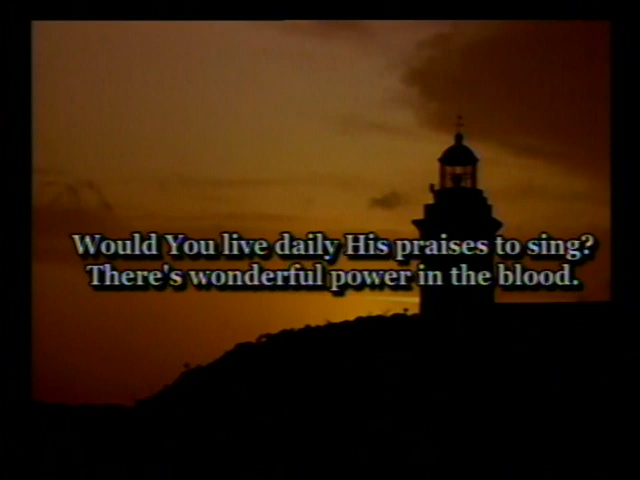 Would You live daily His praises to sing?
There's wonderful power in the blood.